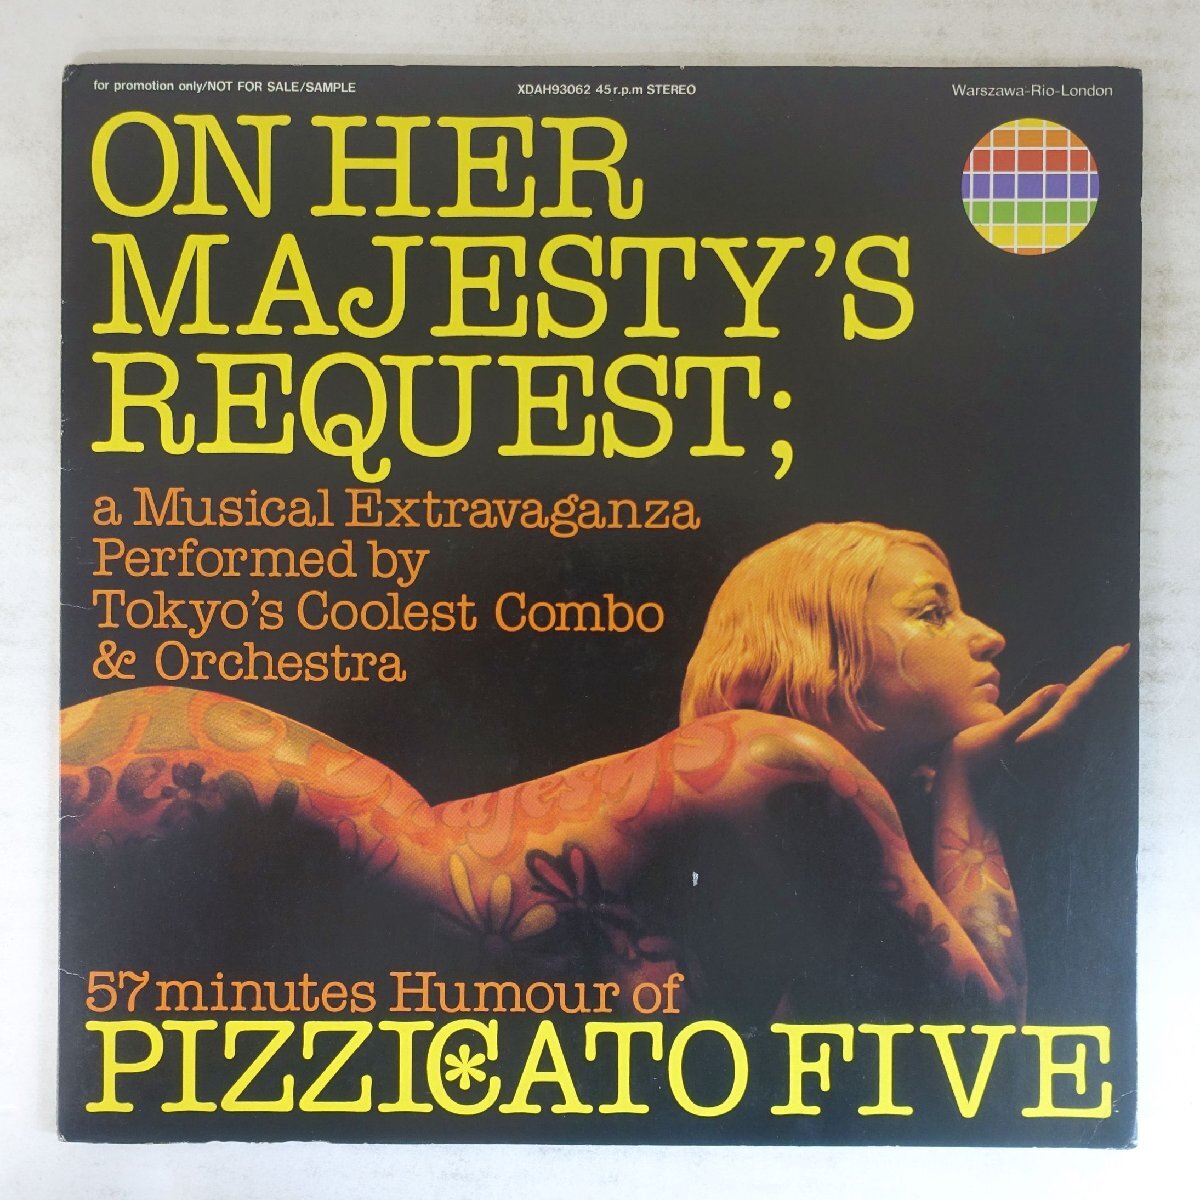 for promotion only/NOT FOR SALE/SAMPLE
XDAH93062 45r.p.m STEREO
Warszawa-Rio-London
ON HER
MAJESTY'S
REQUEST;
a Musical Extravaganza
Performed by
Tokyo's Coolest Combo
& Orchestra
Majesty's
57minutes Humour of
PIZZICATO FIVE